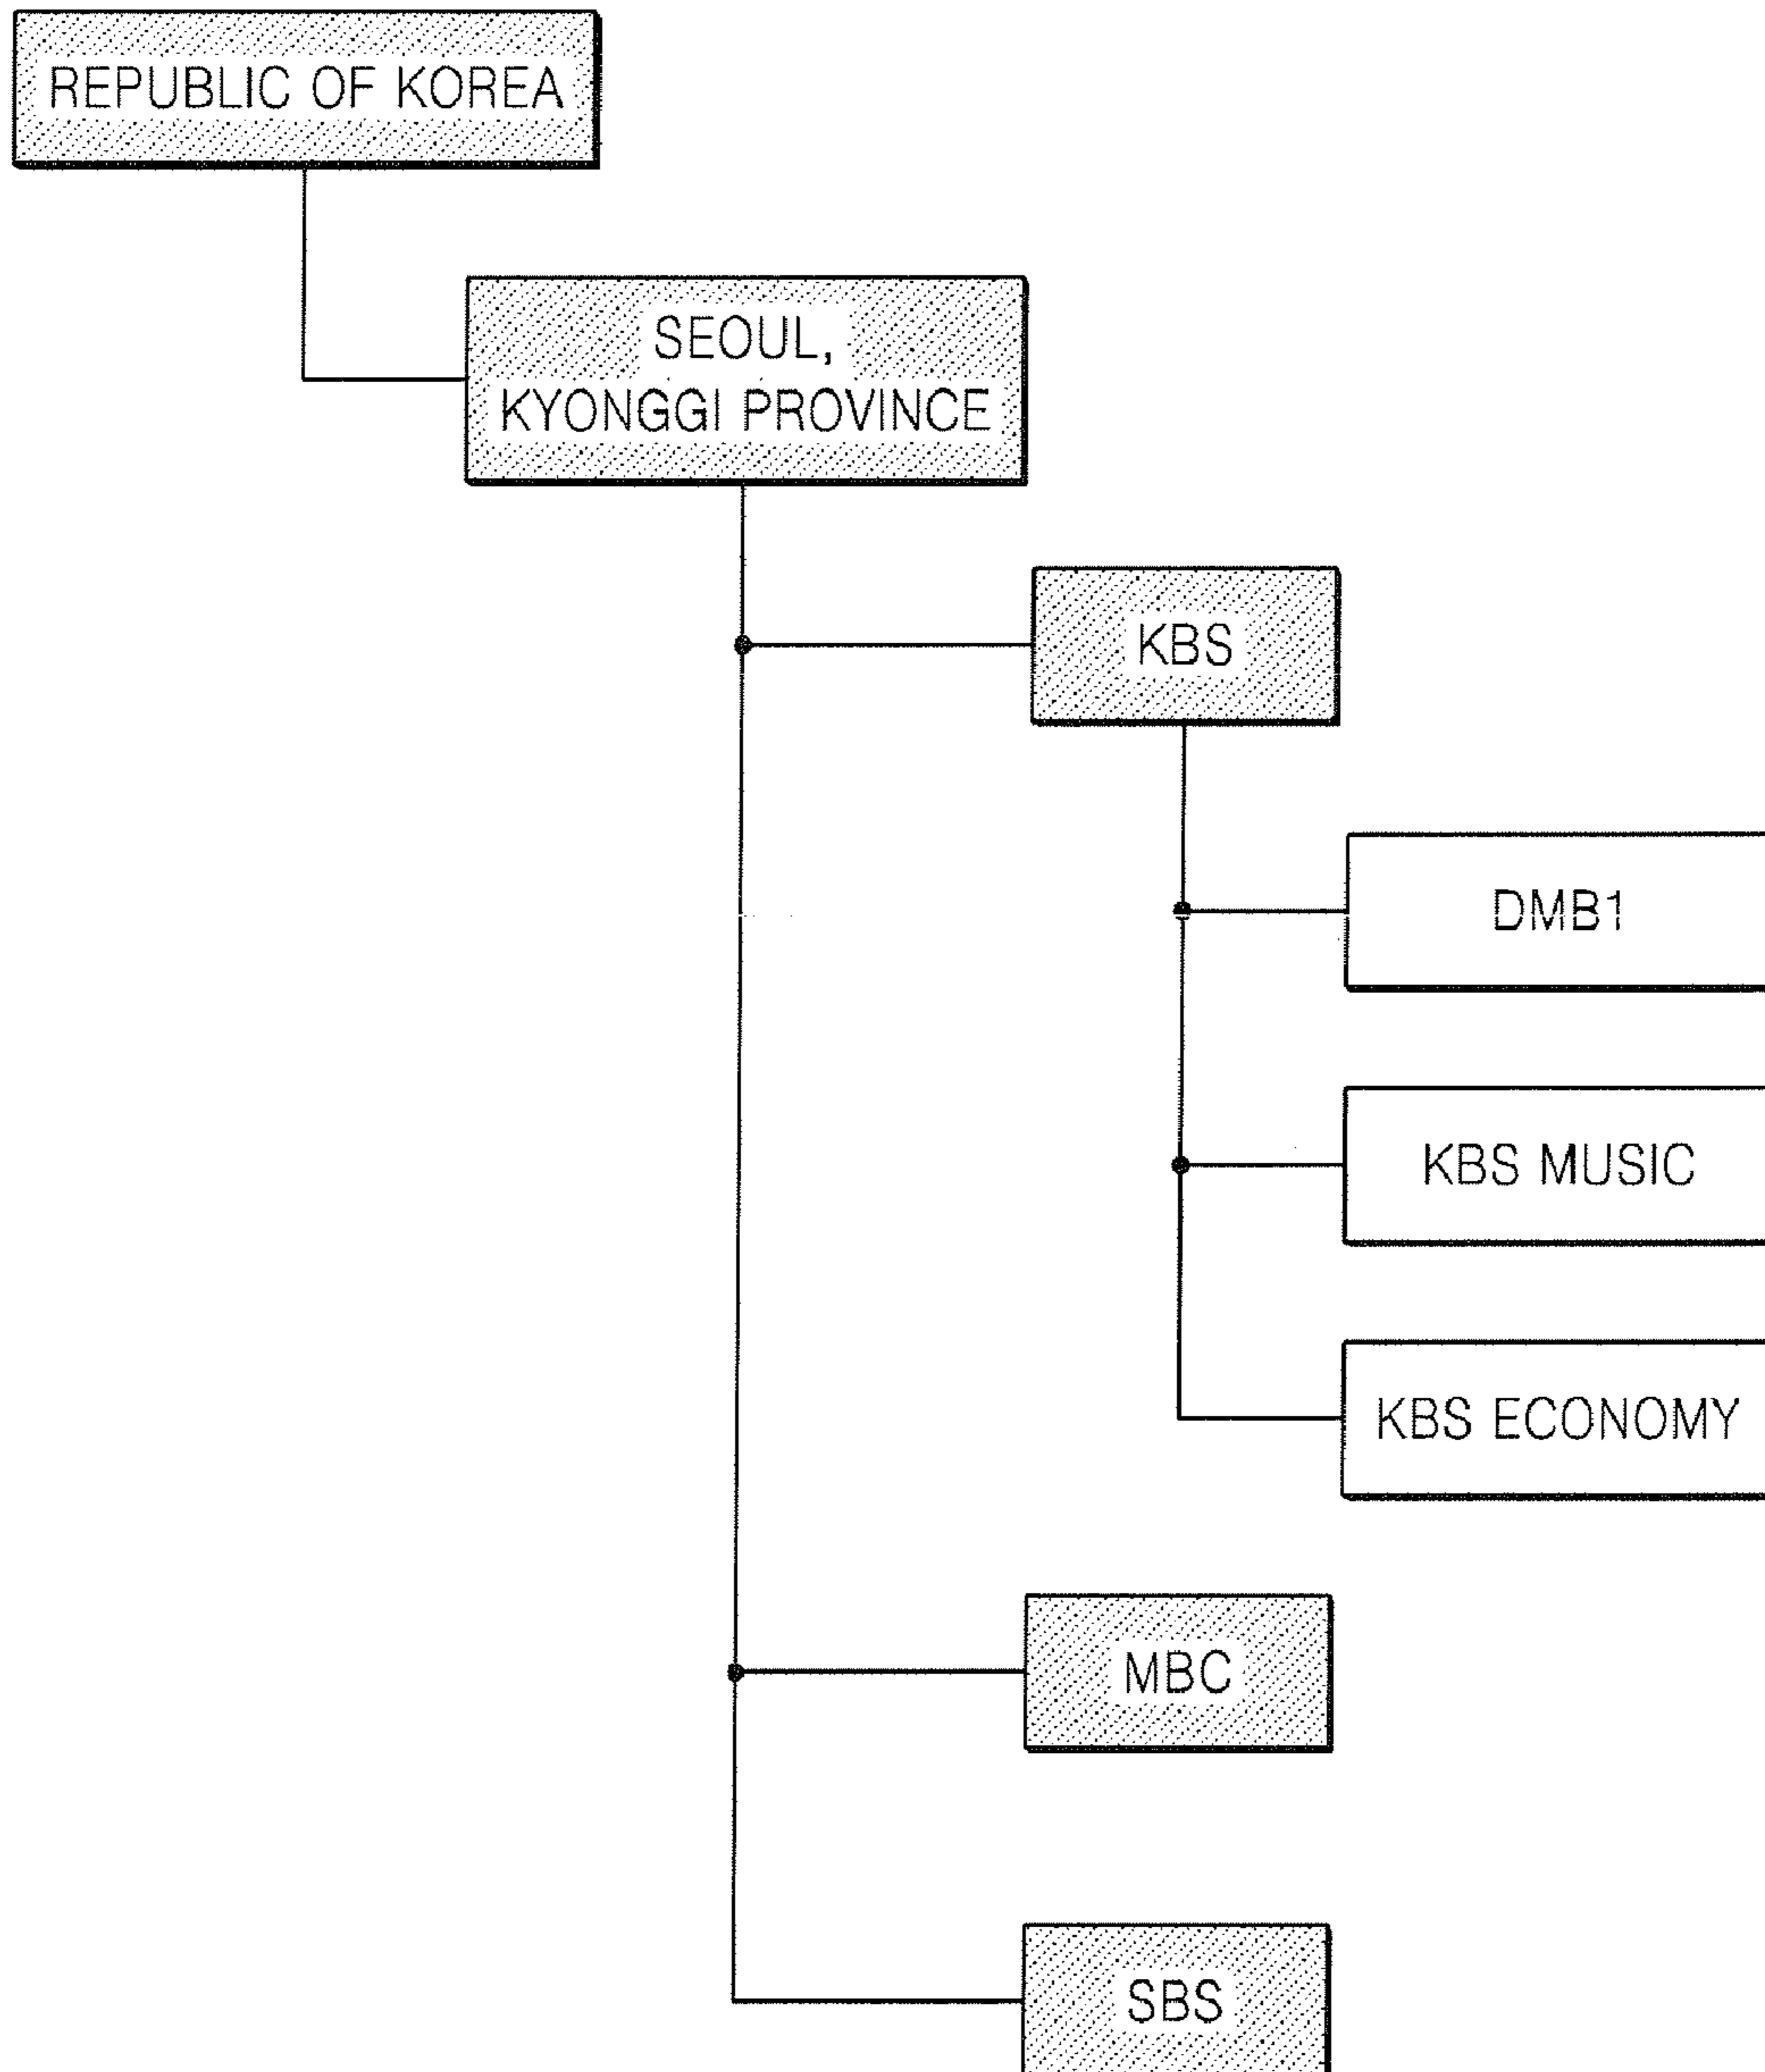 REPUBLIC OF KOREA
SEOUL,
KYONGGI PROVINCE
KBS
DMB1
KBS MUSIC
KBS ECONOMY
MBC
SBS